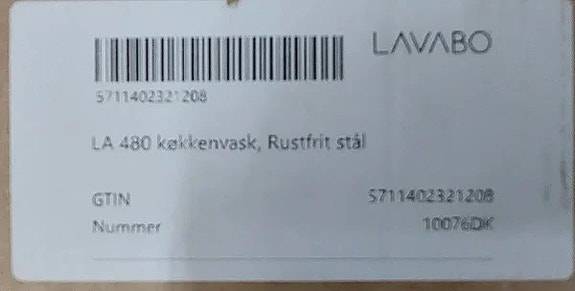 LAVABO
5711402321208
LA 480 køkkenvask, Rustfrit stål
GTIN 5711402321208
Nummer 10076DK